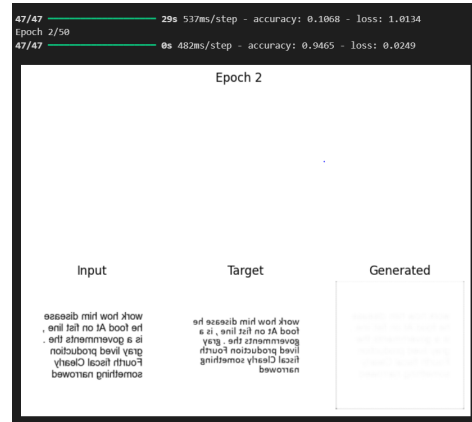 47/47 29s 537ms/step - accuracy: 0.1068 - loss: 1.0134
Epoch 2/50
47/47 0s 482ms/step - accuracy: 0.9465 - loss: 0.0249
Epoch 2
Input
work how him disease
he food At on fist line ,
is a governments the .
gray lived production
Fourth fiscal Clearly
something narrowed
Target
work how him disease he
food At on fist line , is a
governments the . gray
lived production Fourth
fiscal Clearly something
narrowed
Generated